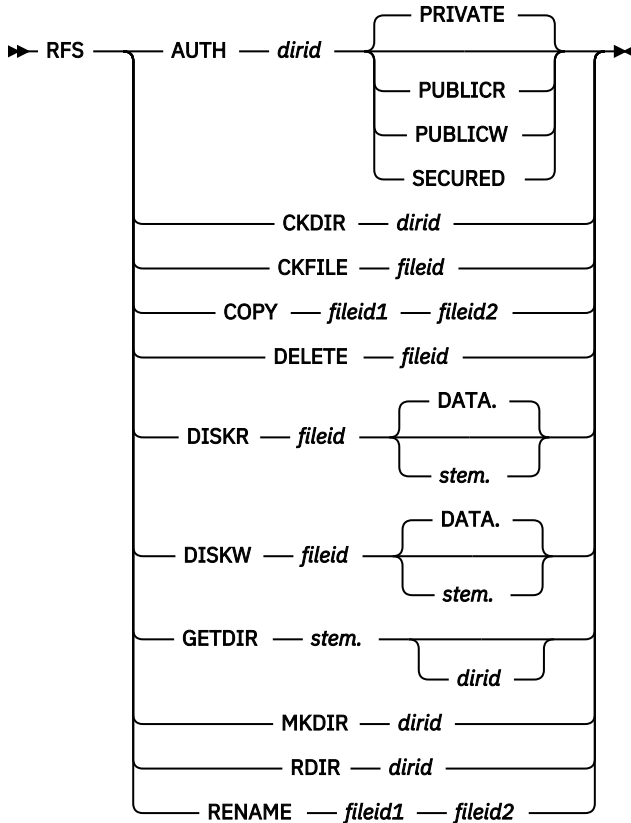 PRIVATE
RFS AUTH dirid
PUBLICR
PUBLICW
SECURED
CKDIR dirid
CKFILE fileid
COPY fileid1 fileid2
DELETE fileid
DATA.
DISKR fileid
stem.
DATA.
DISKW fileid
stem.
GETDIR stem.
dirid
MKDIR dirid
RDIR dirid
RENAME fileid1 fileid2